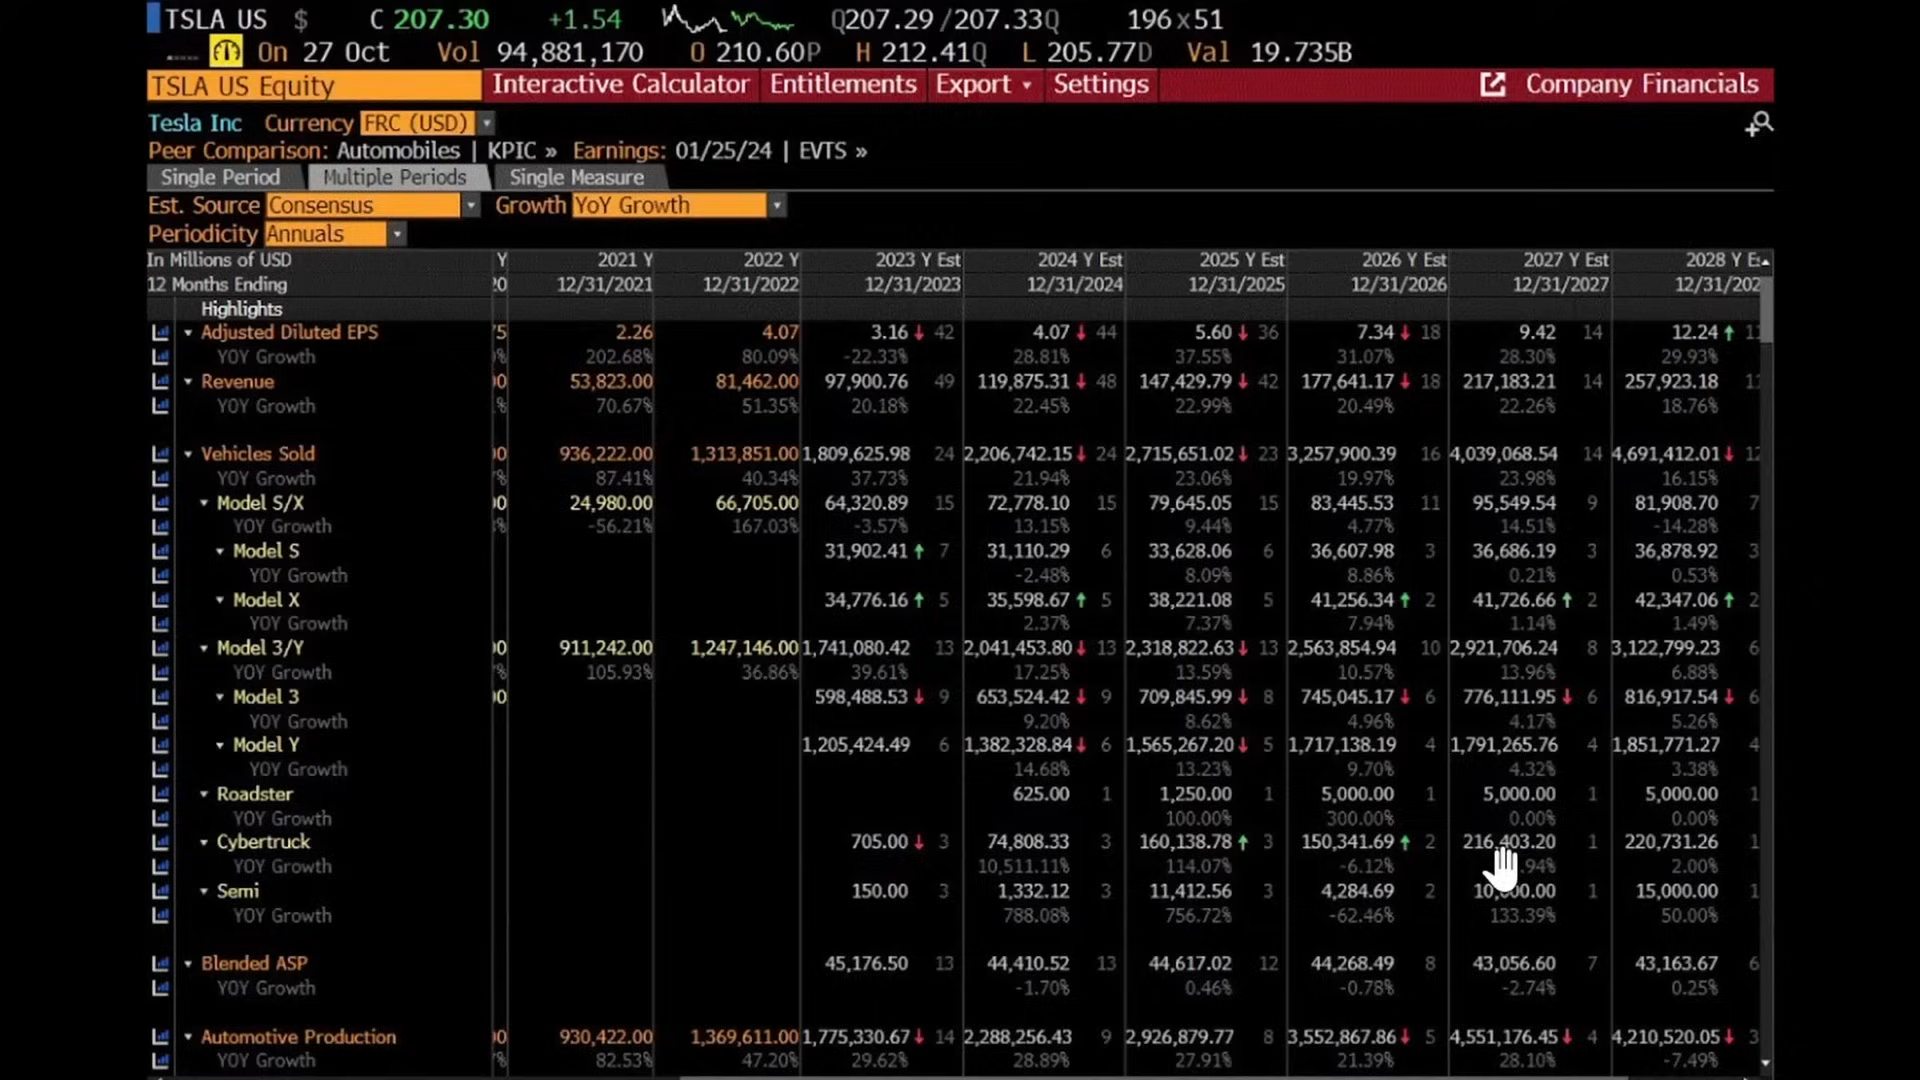 TSLA US $ C 207.30 +1.54 Q207.29 / 207.33Q 196 x 51
On 27 Oct Vol 94,881,170 O 210.60P H 212.41Q L 205.77D Val 19.735B
TSLA US Equity Interactive Calculator Entitlements Export Settings Company Financials
Tesla Inc Currency FRC (USD)
Peer Comparison: Automobiles | KPIC » Earnings: 01/25/24 | EVTS »
Single Period Multiple Periods Single Measure
Est. Source Consensus Growth YoY Growth
Periodicity Annuals
In Millions of USD Y 2021 Y 2022 Y 2023 Y Est 2024 Y Est 2025 Y Est 2026 Y Est 2027 Y Est 2028 Y E
12 Months Ending 20 12/31/2021 12/31/2022 12/31/2023 12/31/2024 12/31/2025 12/31/2026 12/31/2027 12/31/202
Highlights
Adjusted Diluted EPS 5 2.26 4.07 3.16 ↓ 42 4.07 ↓ 44 5.60 ↓ 36 7.34 ↓ 18 9.42 14 12.24 ↑ 11
YOY Growth % 202.68% 80.09% -22.33% 28.81% 37.55% 31.07% 28.30% 29.93%
Revenue 00 53,823.00 81,462.00 97,900.76 49 119,875.31 ↓ 48 147,429.79 ↓ 42 177,641.17 ↓ 18 217,183.21 14 257,923.18 11
YOY Growth % 70.67% 51.35% 20.18% 22.45% 22.99% 20.49% 22.26% 18.76%
Vehicles Sold 00 936,222.00 1,313,851.00 1,809,625.98 24 2,206,742.15 ↓ 24 2,715,651.02 ↓ 23 3,257,900.39 16 4,039,068.54 14 4,691,412.01 ↓ 12
YOY Growth % 87.41% 40.34% 37.73% 21.94% 23.06% 19.97% 23.98% 16.15%
Model S/X 00 24,980.00 66,705.00 64,320.89 15 72,778.10 15 79,645.05 15 83,445.53 11 95,549.54 9 81,908.70 7
YOY Growth % -56.21% 167.03% -3.57% 13.15% 9.44% 4.77% 14.51% -14.28%
Model S 31,902.41 ↑ 7 31,110.29 6 33,628.06 6 36,607.98 3 36,686.19 3 36,878.92 3
YOY Growth -2.48% 8.09% 8.86% 0.21% 0.53%
Model X 34,776.16 ↑ 5 35,598.67 ↑ 5 38,221.08 5 41,256.34 ↑ 2 41,726.66 ↑ 2 42,347.06 ↑ 2
YOY Growth 2.37% 7.37% 7.94% 1.14% 1.49%
Model 3/Y 00 911,242.00 1,247,146.00 1,741,080.42 13 2,041,453.80 ↓ 13 2,318,822.63 ↓ 13 2,563,854.94 10 2,921,706.24 8 3,122,799.23 6
YOY Growth % 105.93% 36.86% 39.61% 17.25% 13.59% 10.57% 13.96% 6.88%
Model 3 00 598,488.53 ↓ 9 653,524.42 ↓ 9 709,845.99 ↓ 8 745,045.17 ↓ 6 776,111.95 ↓ 6 816,917.54 ↓ 6
YOY Growth 9.20% 8.62% 4.96% 4.17% 5.26%
Model Y 1,205,424.49 6 1,382,328.84 ↓ 6 1,565,267.20 ↓ 5 1,717,138.19 4 1,791,265.76 4 1,851,771.27 4
YOY Growth 14.68% 13.23% 9.70% 4.32% 3.38%
Roadster 625.00 1 1,250.00 1 5,000.00 1 5,000.00 1 5,000.00 1
YOY Growth 100.00% 300.00% 0.00% 0.00%
Cybertruck 705.00 ↓ 3 74,808.33 3 160,138.78 ↑ 3 150,341.69 ↑ 2 216,403.20 1 220,731.26 1
YOY Growth 10,511.11% 114.07% -6.12% .94% 2.00%
Semi 150.00 3 1,332.12 3 11,412.56 3 4,284.69 2 10,000.00 1 15,000.00 1
YOY Growth 788.08% 756.72% -62.46% 133.39% 50.00%
Blended ASP 45,176.50 13 44,410.52 13 44,617.02 12 44,268.49 8 43,056.60 7 43,163.67 6
YOY Growth -1.70% 0.46% -0.78% -2.74% 0.25%
Automotive Production 00 930,422.00 1,369,611.00 1,775,330.67 ↓ 14 2,288,256.43 9 2,926,879.77 8 3,552,867.86 ↓ 5 4,551,176.45 ↓ 4 4,210,520.05 ↓ 3
YOY Growth % 82.53% 47.20% 29.62% 28.89% 27.91% 21.39% 28.10% -7.49%